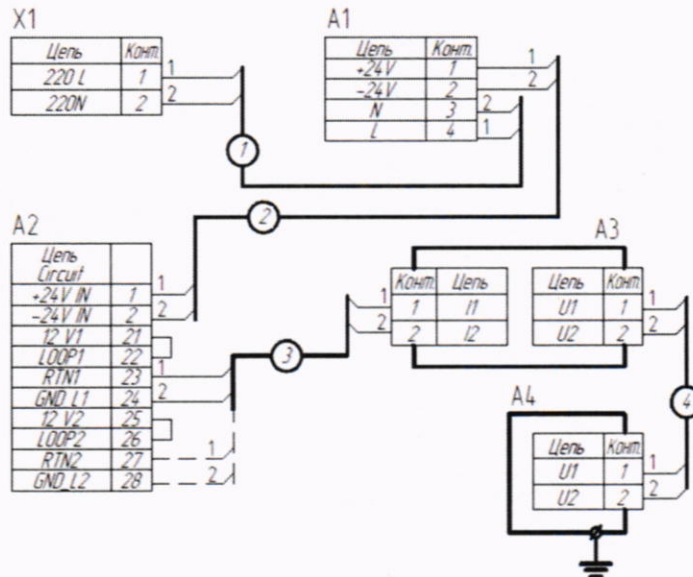 X1
Цепь Конт.
220 L 1 1
220N 2 2
1
A1
Цепь Конт.
+24V 1 1
-24V 2 2
N 3 2
L 4 1
2
A2
Цепь
Circuit
+24V IN 1 1
-24V IN 2 2
12 V1 21
LOOP1 22
RTN1 23 1
GND_L1 24 2
12 V2 25
LOOP2 26
RTN2 27 1
GND_L2 28 2
3
A3
1 Конт. Цепь
2 1 I1
2 I2
Цепь Конт.
U1 1 1
U2 2 2
4
A4
Цепь Конт.
U1 1 1
U2 2 2